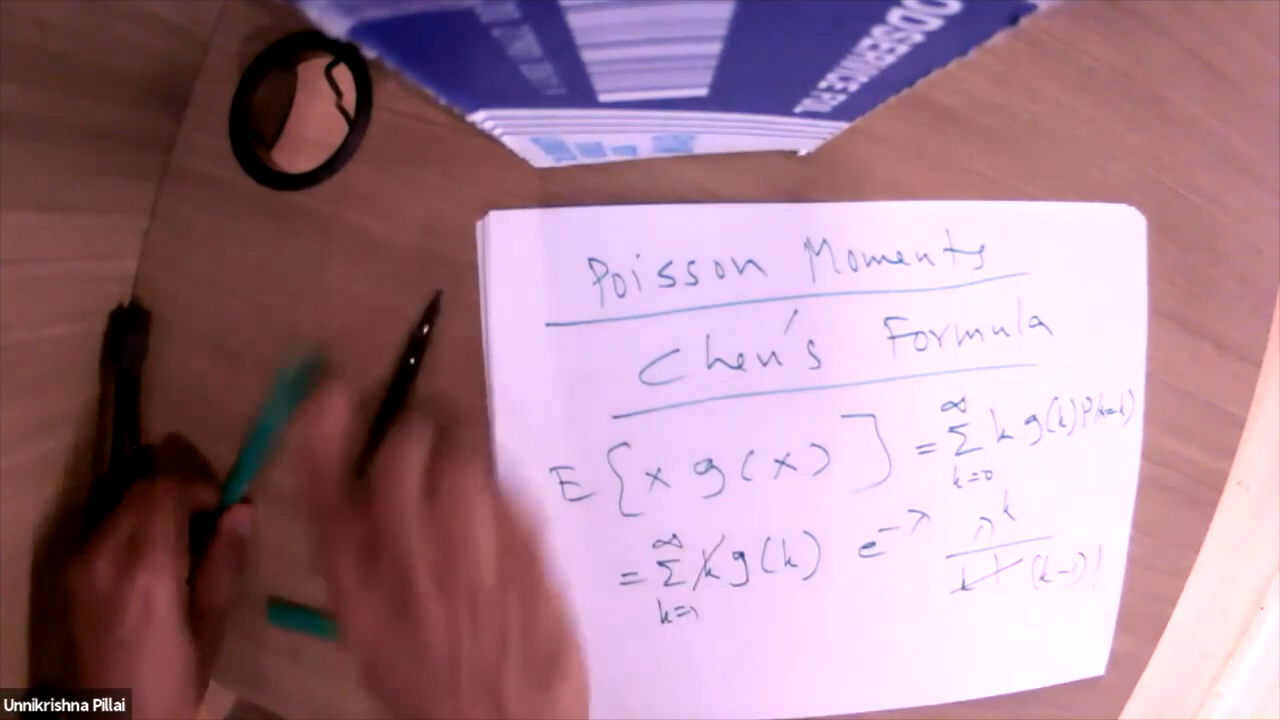 Poisson Moments
Chen's Formula
E{x g(x)] = ∞ Σ k=0 k g(k) P(x=k)
= ∞ Σ k=1 k g(k) e^-λ λ^k / k! (k-1)!
Unnikrishna Pillai